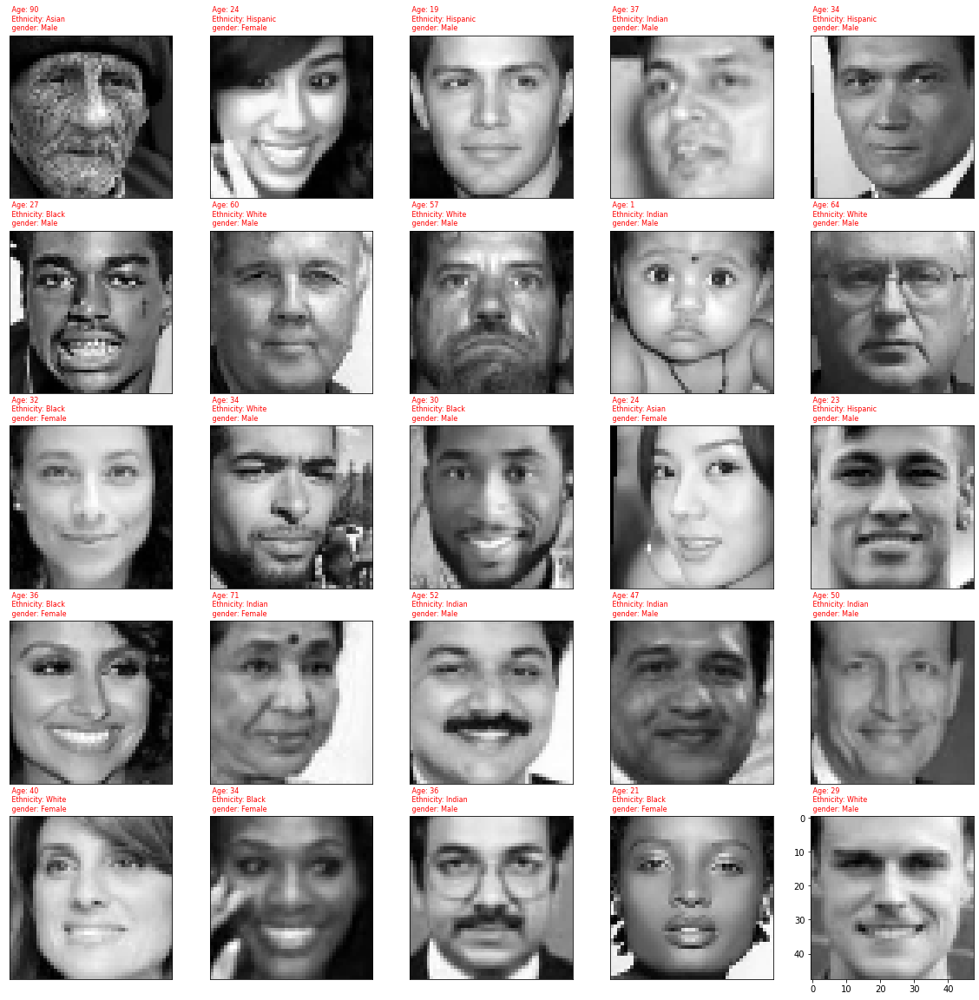 Age: 90
Ethnicity: Asian
gender: Male
Age: 24
Ethnicity: Hispanic
gender: Female
Age: 19
Ethnicity: Hispanic
gender: Male
Age: 37
Ethnicity: Indian
gender: Male
Age: 34
Ethnicity: Hispanic
gender: Male
Age: 27
Ethnicity: Black
gender: Male
Age: 60
Ethnicity: White
gender: Male
Age: 57
Ethnicity: White
gender: Male
Age: 1
Ethnicity: Indian
gender: Male
Age: 64
Ethnicity: White
gender: Male
Age: 32
Ethnicity: Black
gender: Female
Age: 34
Ethnicity: White
gender: Male
Age: 30
Ethnicity: Black
gender: Male
Age: 24
Ethnicity: Asian
gender: Female
Age: 23
Ethnicity: Hispanic
gender: Male
Age: 36
Ethnicity: Black
gender: Female
Age: 71
Ethnicity: Indian
gender: Female
Age: 52
Ethnicity: Indian
gender: Male
Age: 47
Ethnicity: Indian
gender: Male
Age: 50
Ethnicity: Indian
gender: Male
Age: 40
Ethnicity: White
gender: Female
Age: 34
Ethnicity: Black
gender: Female
Age: 36
Ethnicity: Indian
gender: Male
Age: 21
Ethnicity: Black
gender: Female
Age: 29
Ethnicity: White
gender: Male
0
10
20
30
40
0 10 20 30 40